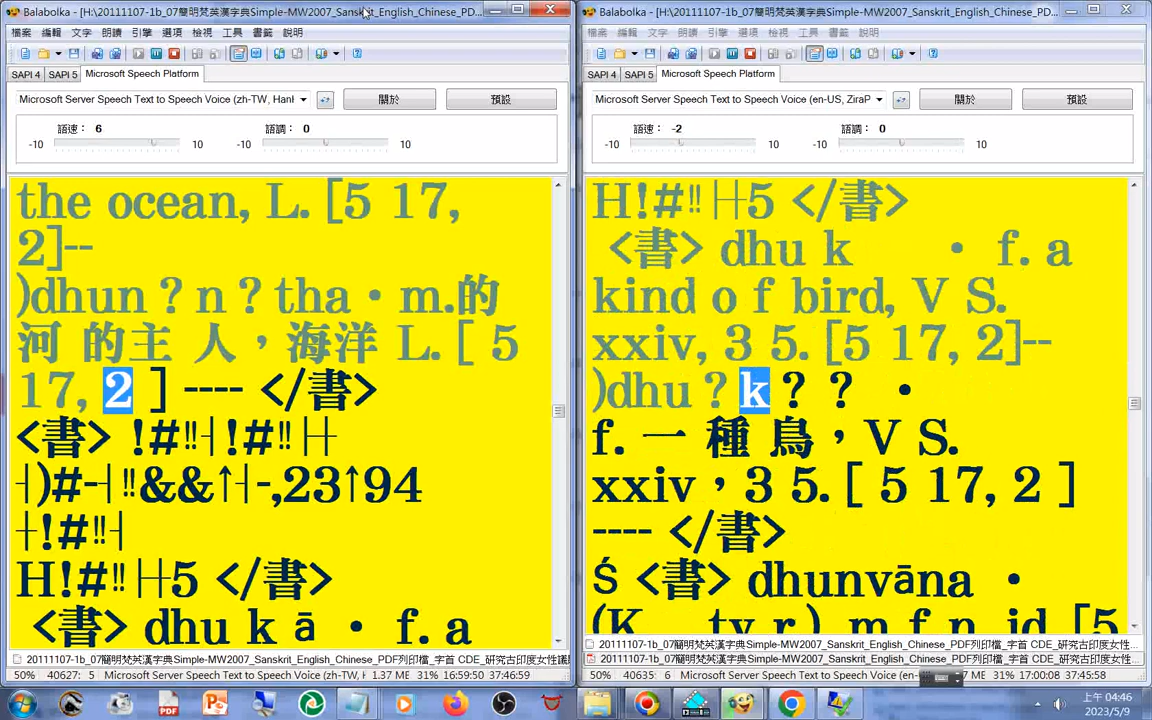 Balabolka - [H:\20111107-1b_07簡明梵英漢字典Simple-MW2007_Sanskrit_English_Chinese_PD...
檔案 編輯 文字 朗讀 引擎 選項 檢視 工具 書籤 說明
SAPI 4 SAPI 5 Microsoft Speech Platform
Microsoft Server Speech Text to Speech Voice (zh-TW, Hanl
關於 預設
語速： 6 語調： 0
-10 10 -10 10
the ocean, L. [5 17,
2]--
)dhun？n？tha・m.的
河 的主 人，海洋 L. [ 5
17, 2 ] ---- </書>
<書> !#‼┤!#‼├┼
┤)#-┤‼&&↑┤-,23↑94
┼!#‼┤
H!#‼├┼5 </書>
<書> dhu k ā ・ f. a
20111107-1b_07簡明梵英漢字典Simple-MW2007_Sanskrit_English_Chinese_PDF列印檔_字首 CDE_研究古印度女性議
50% 40627: 5 Microsoft Server Speech Text to Speech Voice (zh-TW, H 1.37 MB 31% 16:59:50 37:46:59
Balabolka - [H:\20111107-1b_07簡明梵英漢字典Simple-MW2007_Sanskrit_English_Chinese_PD...
檔案 編輯 文字 朗讀 引擎 選項 檢視 工具 書籤 說明
SAPI 4 SAPI 5 Microsoft Speech Platform
Microsoft Server Speech Text to Speech Voice (en-US, ZiraP
關於 預設
語速： -2 語調： 0
-10 10 -10 10
H!#‼├┼5 </書>
<書> dhu k ・ f. a
kind o f bird, V S.
xxiv, 3 5. [5 17, 2]--
)dhu？k？？ ・
f. 一 種 鳥，V S.
xxiv，3 5. [ 5 17, 2 ]
---- </書>
Ś <書> dhunvāna ・
20111107-1b_07簡明梵英漢字典Simple-MW2007_Sanskrit_English_Chinese_PDF列印檔_字首 CDE_研究古印度女性...
20111107-1b_07簡明梵英漢字典Simple-MW2007_Sanskrit_English_Chinese_PDF列印檔_字首 CDE_研究古印度女性...
50% 40635: 6 Microsoft Server Speech Text to Speech Voice (en-US 31% 17:00:08 37:45:58
上午 04:46
2023/5/9